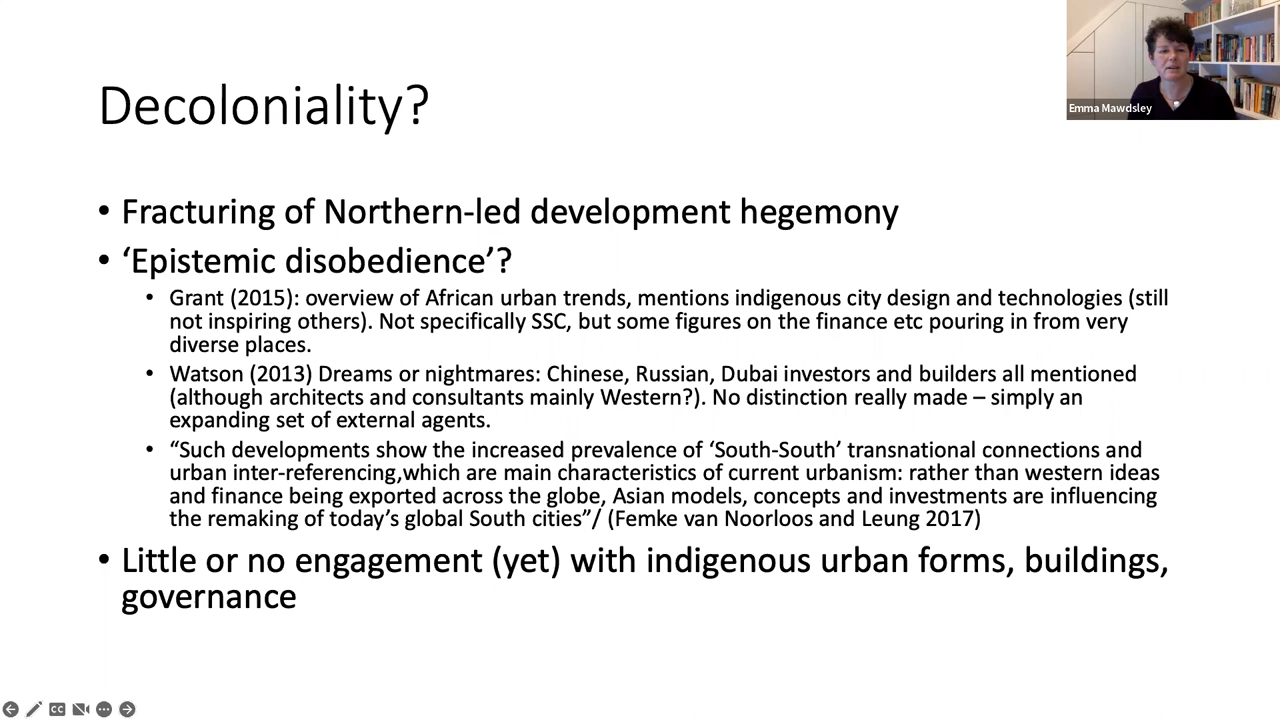 Decoloniality?
Emma Mawdsley
• Fracturing of Northern-led development hegemony
• ‘Epistemic disobedience’?
• Grant (2015): overview of African urban trends, mentions indigenous city design and technologies (still
not inspiring others). Not specifically SSC, but some figures on the finance etc pouring in from very
diverse places.
• Watson (2013) Dreams or nightmares: Chinese, Russian, Dubai investors and builders all mentioned
(although architects and consultants mainly Western?). No distinction really made – simply an
expanding set of external agents.
• “Such developments show the increased prevalence of ‘South-South’ transnational connections and
urban inter-referencing,which are main characteristics of current urbanism: rather than western ideas
and finance being exported across the globe, Asian models, concepts and investments are influencing
the remaking of today’s global South cities”/ (Femke van Noorloos and Leung 2017)
• Little or no engagement (yet) with indigenous urban forms, buildings,
governance
CC